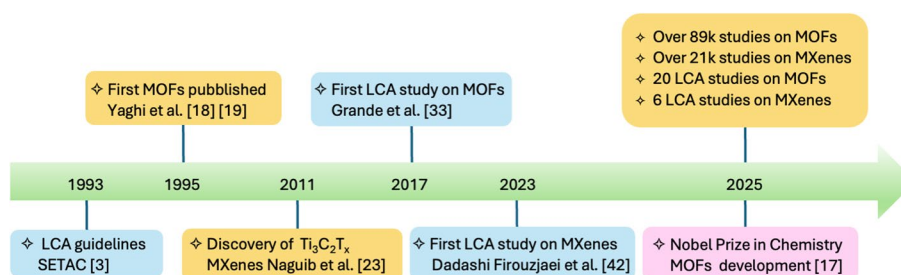 ✧ Over 89k studies on MOFs
✧ Over 21k studies on MXenes
✧ 20 LCA studies on MOFs
✧ 6 LCA studies on MXenes
✧ First MOFs pubblished
Yaghi et al. [18] [19]
✧ First LCA study on MOFs
Grande et al. [33]
1993 1995 2011 2017 2023 2025
✧ LCA guidelines
SETAC [3]
✧ Discovery of Ti₃C₂Tₓ
MXenes Naguib et al. [23]
✧ First LCA study on MXenes
Dadashi Firouzjaei et al. [42]
✧ Nobel Prize in Chemistry
MOFs development [17]